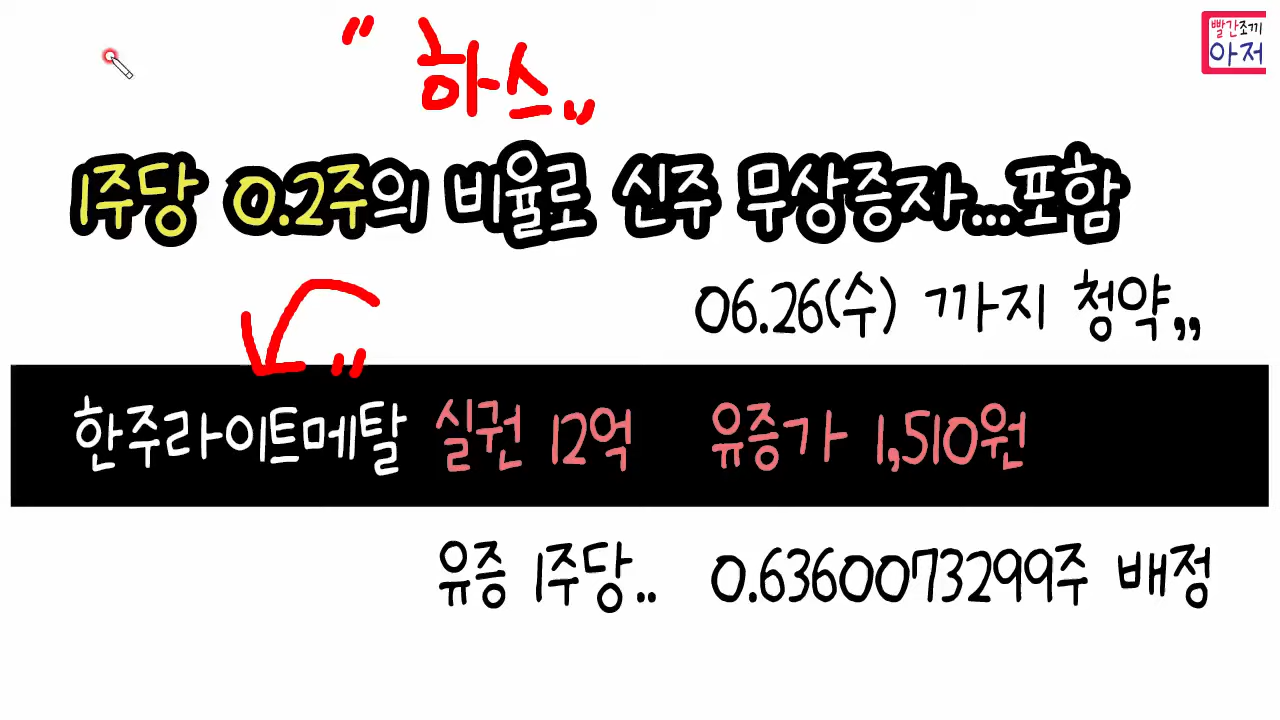 빨간조끼
아저
" 하스 ,,
1주당 0.2주의 비율로 신주 무상증자...포함
06.26(수) 까지 청약,,
한주라이트메탈 실권 12억 유증가 1,510원
유증 1주당.. 0.6360073299주 배정